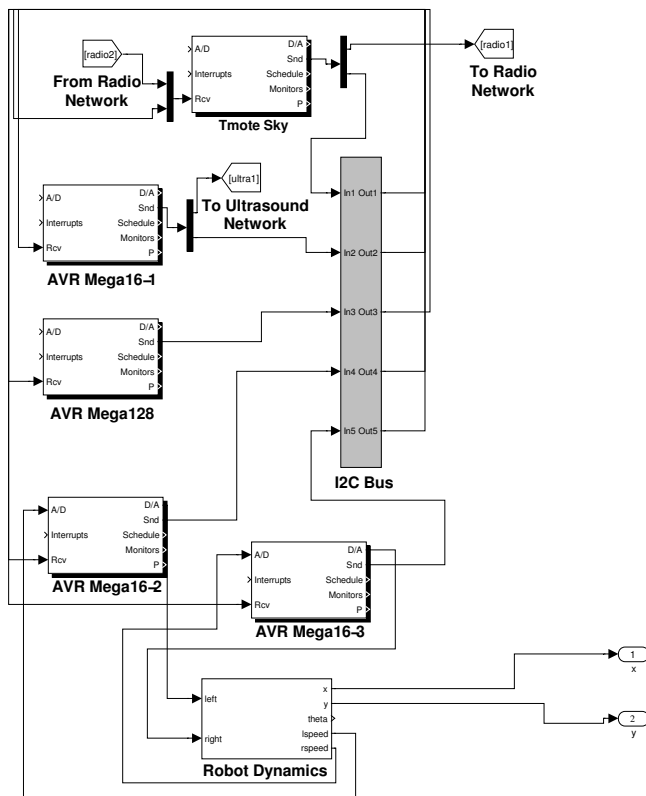 [radio2]
From Radio
Network
A/D
Interrupts
Rcv
D/A
Snd
Schedule
Monitors
P
Tmote Sky
[radio1]
To Radio
Network
[ultra1]
To Ultrasound
Network
A/D
Interrupts
Rcv
D/A
Snd
Schedule
Monitors
P
AVR Mega16-1
A/D
Interrupts
Rcv
D/A
Snd
Schedule
Monitors
P
AVR Mega128
In1 Out1
In2 Out2
In3 Out3
In4 Out4
In5 Out5
I2C Bus
A/D
Interrupts
Rcv
D/A
Snd
Schedule
Monitors
P
AVR Mega16-2
A/D
Interrupts
Rcv
D/A
Snd
Schedule
Monitors
P
AVR Mega16-3
left
right
x
y
theta
lspeed
rspeed
Robot Dynamics
1
x
2
y